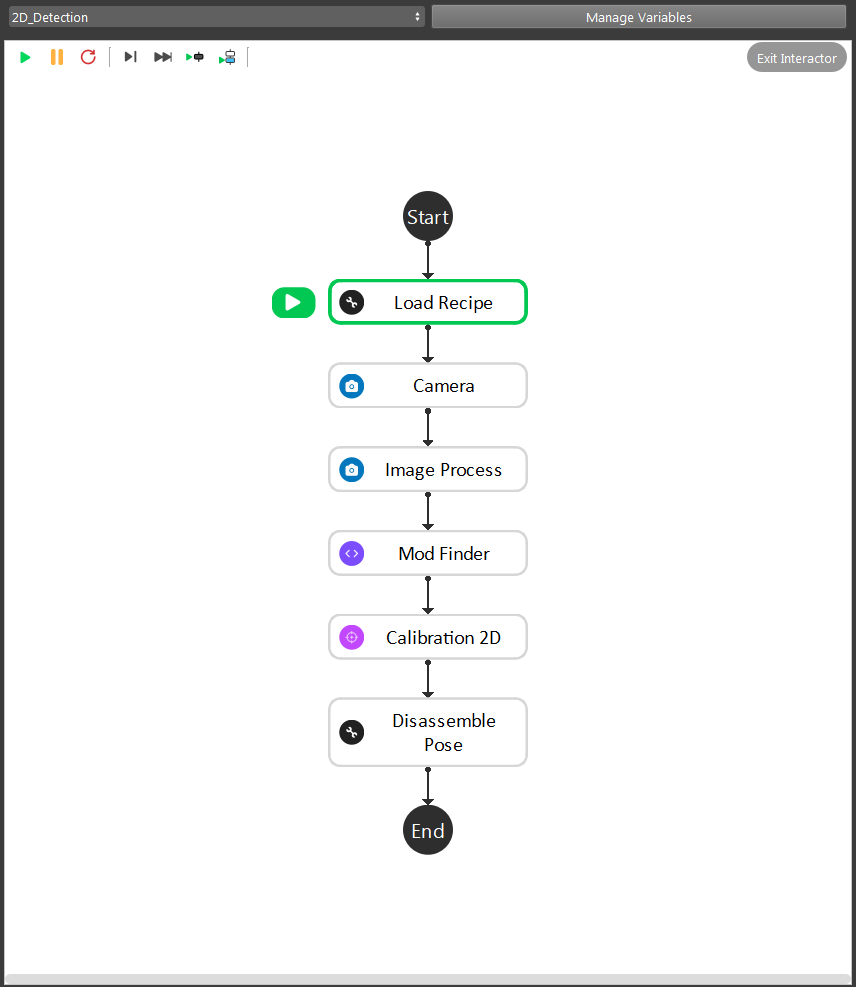 2D_Detection
Manage Variables
Exit Interactor
Start
Load Recipe
Camera
Image Process
Mod Finder
Calibration 2D
Disassemble
Pose
End